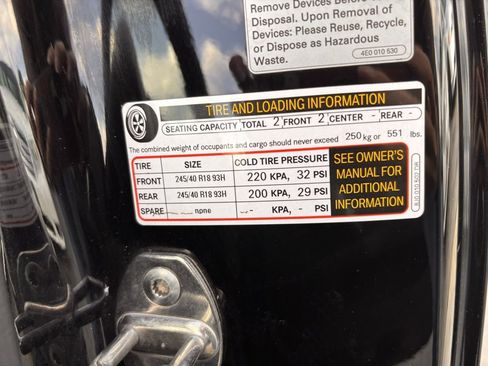 Remove Devices Before
Disposal. Upon Removal of
Devices: Please Reuse, Recycle,
or Dispose as Hazardous
Waste.
4E0 010 530
TIRE AND LOADING INFORMATION
SEATING CAPACITY TOTAL 2 FRONT 2 CENTER - REAR -
The combined weight of occupants and cargo should never exceed 250 kg or 551 lbs.
TIRE SIZE COLD TIRE PRESSURE
FRONT 245/40 R18 93H 220 KPA, 32 PSI
REAR 245/40 R18 93H 200 KPA, 29 PSI
SPARE none - KPA, - PSI
SEE OWNER'S
MANUAL FOR
ADDITIONAL
INFORMATION